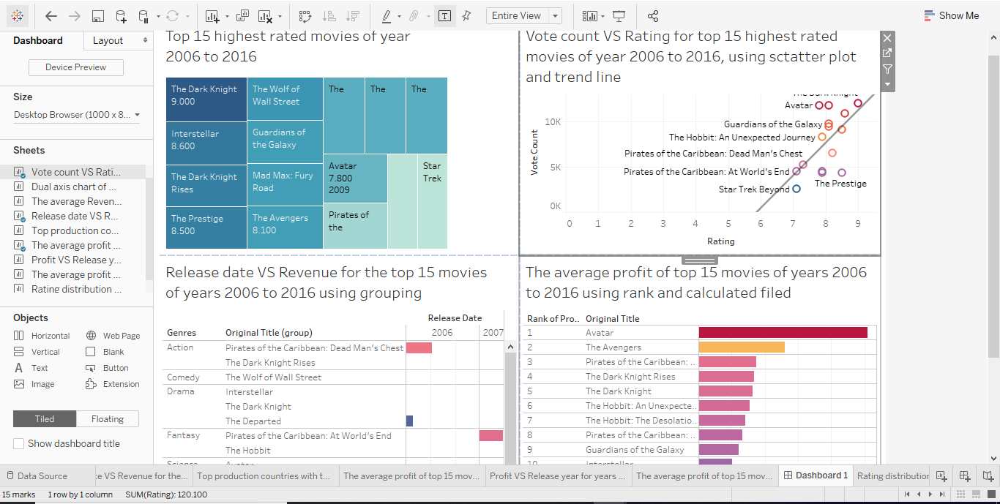 Entire View
Show Me
Dashboard
Layout
Device Preview
Size
Desktop Browser (1000 x 8...
Sheets
Vote count VS Rati...
Dual axis chart of ...
The average Reven...
Release date VS R...
Top production co...
The average profit ...
Profit VS Release y...
The average profit ...
Rating distribution ...
Objects
Horizontal
Web Page
Vertical
Blank
Text
Button
Image
Extension
Tiled
Floating
Show dashboard title
Top 15 highest rated movies of year
2006 to 2016
The Dark Knight
9.000
Interstellar
8.600
The Dark Knight
Rises
The Prestige
8.500
The Wolf of
Wall Street
Guardians of
the Galaxy
Mad Max: Fury
Road
The Avengers
8.100
The
The
The
Avatar
7.800
2009
Pirates of
the
Star
Trek
Vote count VS Rating for top 15 highest rated
movies of year 2006 to 2016, using sctatter plot
and trend line
The Dark Knight
Avatar
Guardians of the Galaxy
The Hobbit: An Unexpected Journey
Pirates of the Caribbean: Dead Man's Chest
Pirates of the Caribbean: At World's End
The Prestige
Star Trek Beyond
Vote Count
10K
5K
0K
0 1 2 3 4 5 6 7 8 9
Rating
Release date VS Revenue for the top 15 movies
of years 2006 to 2016 using grouping
Release Date
Genres Original Title (group) 2006 2007
Action Pirates of the Caribbean: Dead Man's Chest
The Dark Knight Rises
Comedy The Wolf of Wall Street
Drama Interstellar
The Dark Knight
The Departed
Fantasy Pirates of the Caribbean: At World's End
The Hobbit
Science Avatar
The average profit of top 15 movies of years 2006
to 2016 using rank and calculated filed
Rank of Pro.. Original Title
1 Avatar
2 The Avengers
3 Pirates of the Caribbean: ..
4 The Dark Knight Rises
5 The Dark Knight
6 The Hobbit: An Unexpecte..
7 The Hobbit: The Desolatio..
8 Pirates of the Caribbean: ..
9 Guardians of the Galaxy
10 Interstellar
Data Source
te VS Revenue for the...
Top production countries with t...
The average profit of top 15 mov...
Profit VS Release year for years ...
The average profit of top 15 mov...
Dashboard 1
Rating distribution
15 marks 1 row by 1 column SUM(Rating): 120.100